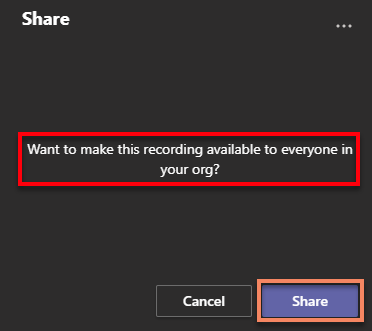 Share
Want to make this recording available to everyone in
your org?
Cancel
Share